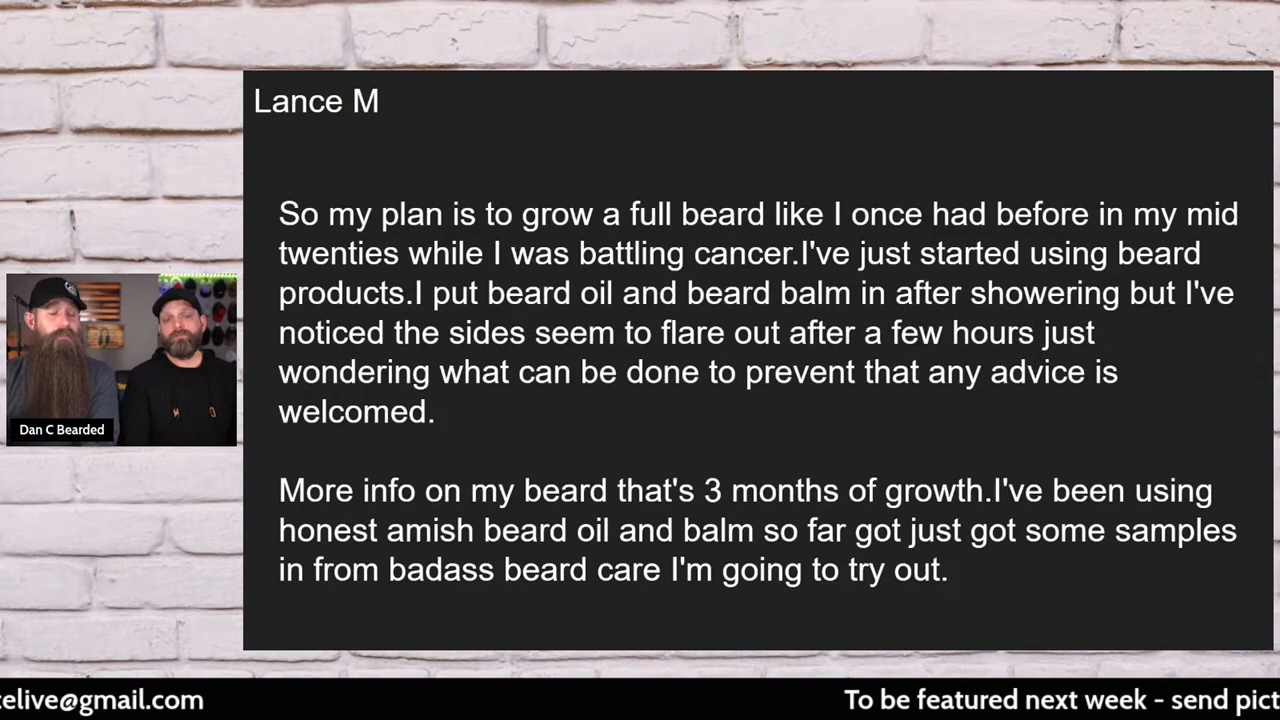 Lance M
So my plan is to grow a full beard like I once had before in my mid
twenties while I was battling cancer.I've just started using beard
products.I put beard oil and beard balm in after showering but I've
noticed the sides seem to flare out after a few hours just
wondering what can be done to prevent that any advice is
welcomed.
More info on my beard that's 3 months of growth.I've been using
honest amish beard oil and balm so far got just got some samples
in from badass beard care I'm going to try out.
Dan C Bearded
celive@gmail.com
To be featured next week - send pict